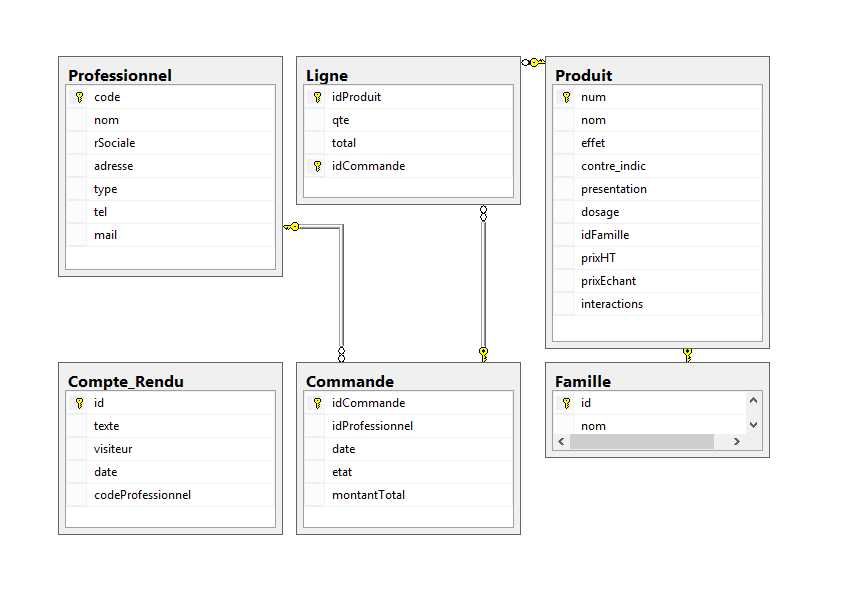 Professionnel
code
nom
rSociale
adresse
type
tel
mail
Ligne
idProduit
qte
total
idCommande
Produit
num
nom
effet
contre_indic
presentation
dosage
idFamille
prixHT
prixEchant
interactions
Compte_Rendu
id
texte
visiteur
date
codeProfessionnel
Commande
idCommande
idProfessionnel
date
etat
montantTotal
Famille
id
nom